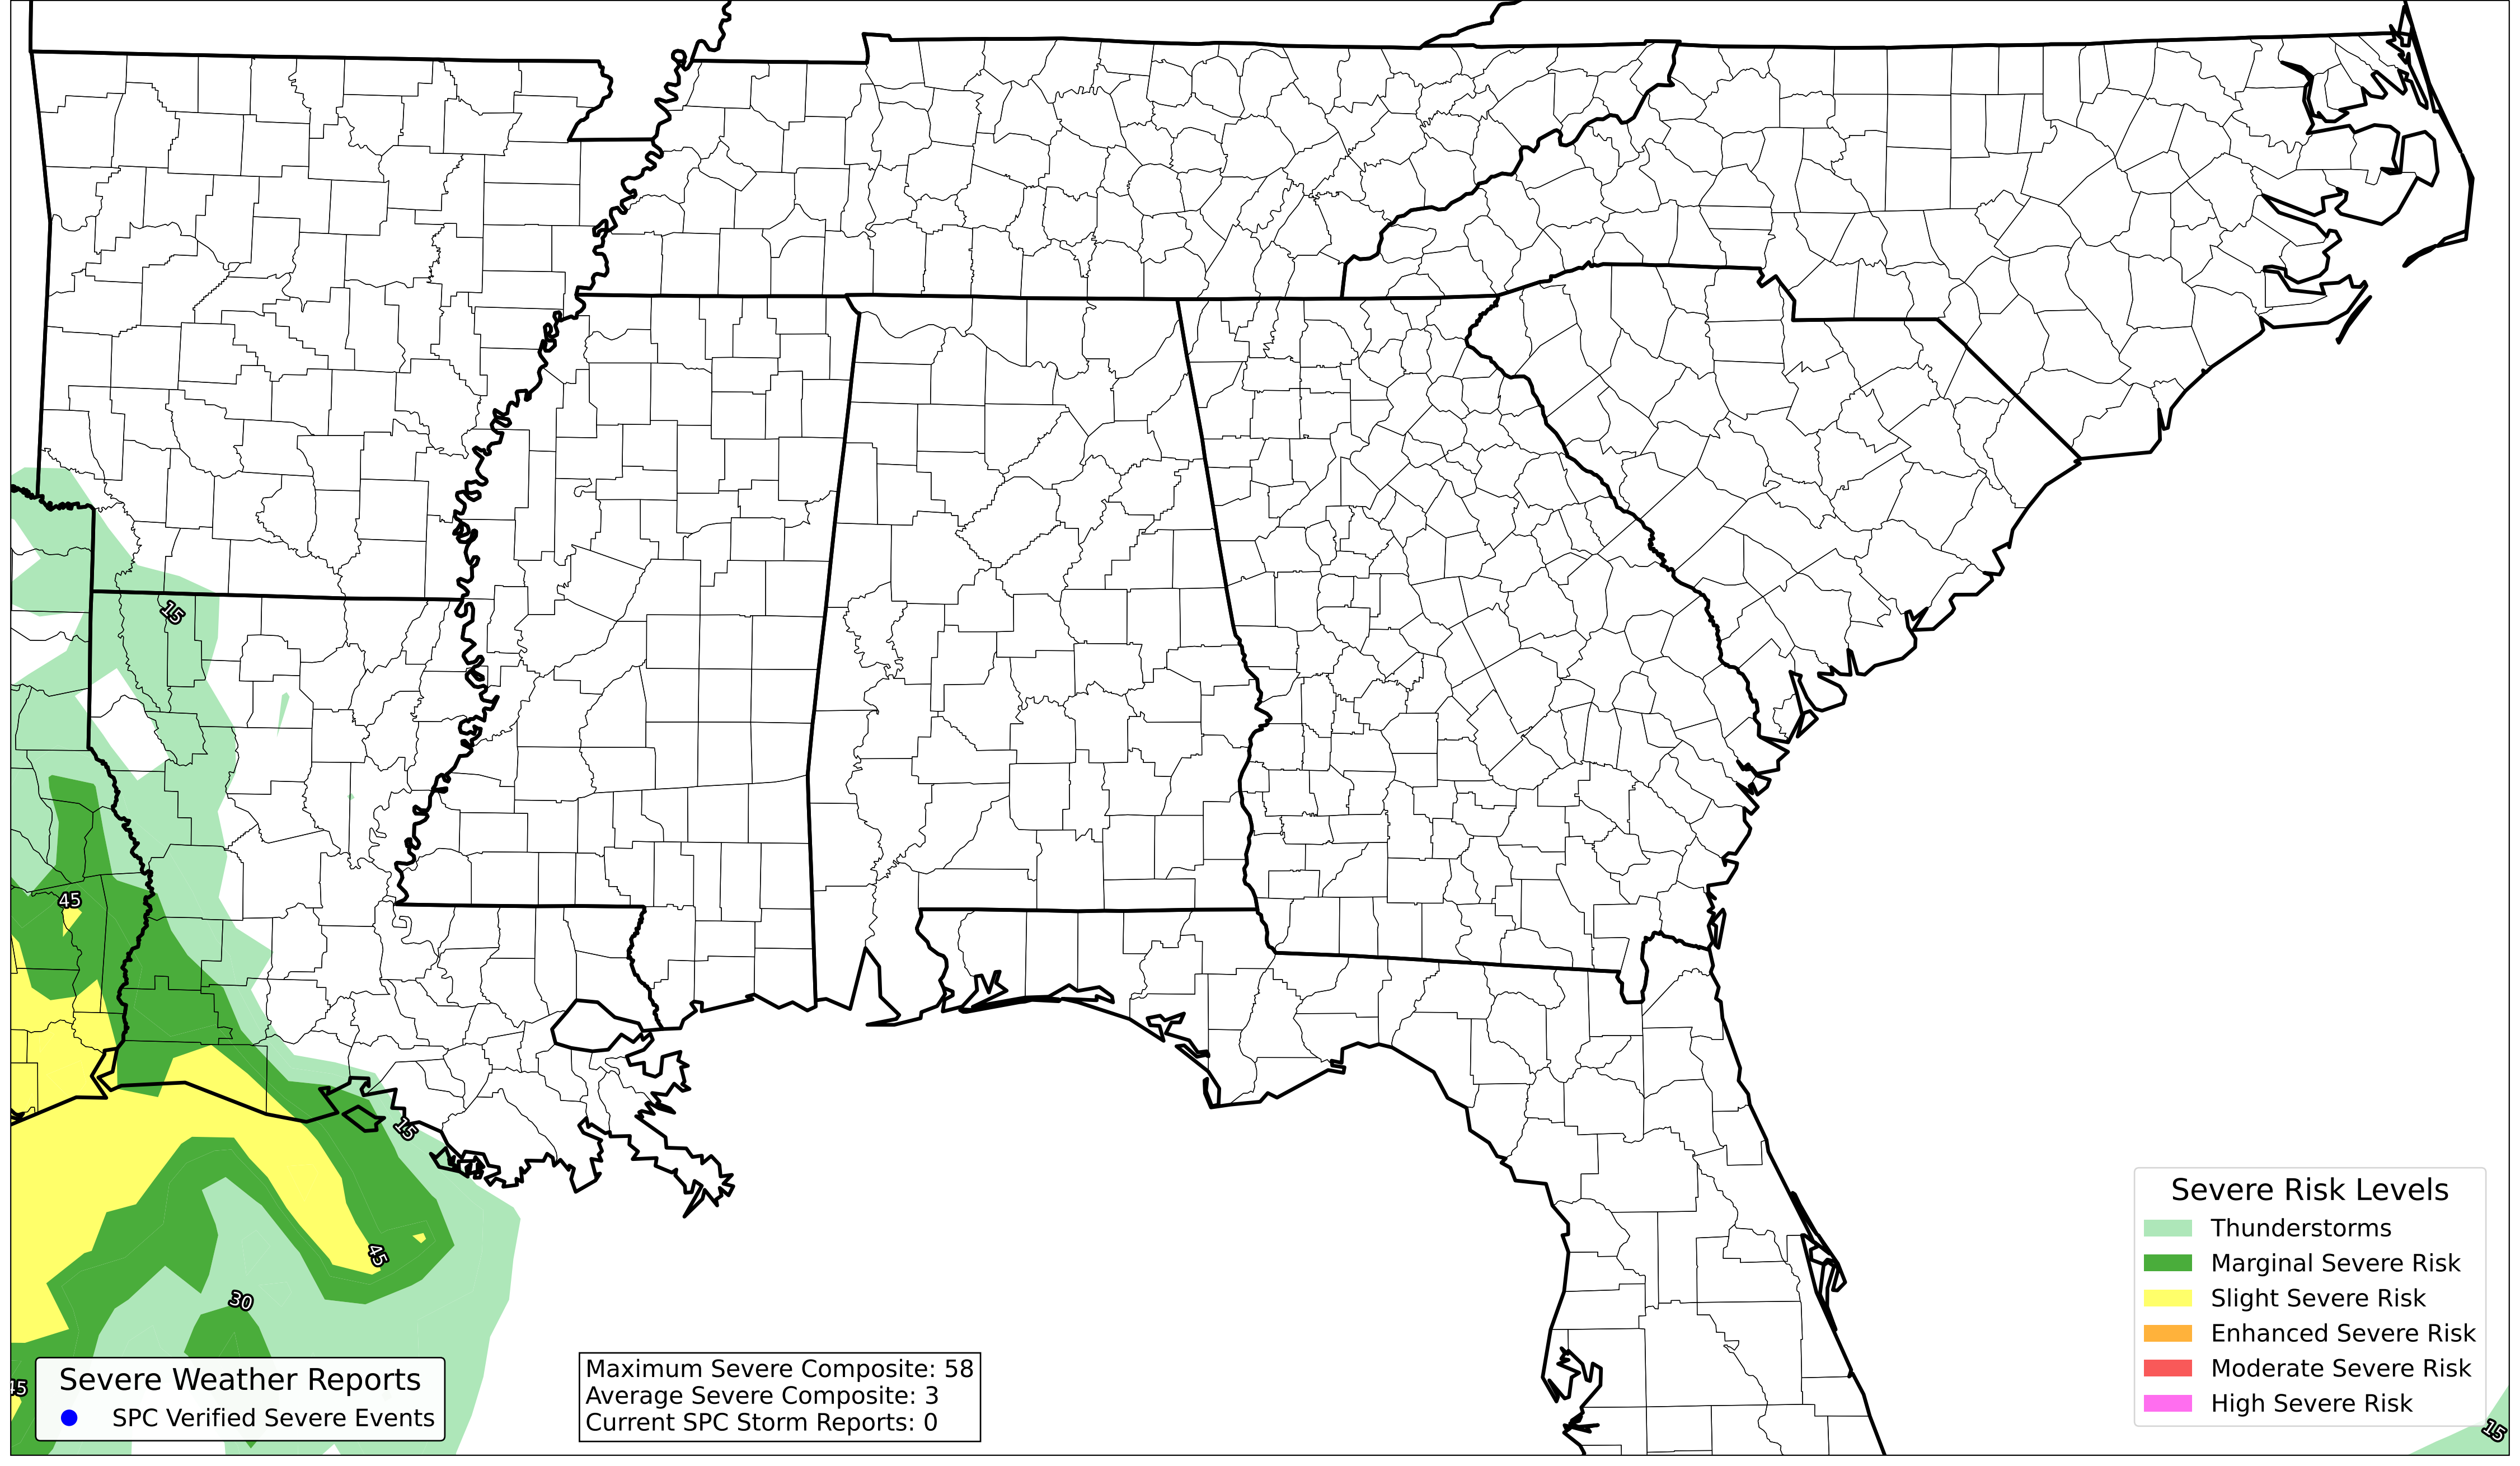 15
45
15
45
30
45
15
Severe Weather Reports
SPC Verified Severe Events
Maximum Severe Composite: 58
Average Severe Composite: 3
Current SPC Storm Reports: 0
Severe Risk Levels
Thunderstorms
Marginal Severe Risk
Slight Severe Risk
Enhanced Severe Risk
Moderate Severe Risk
High Severe Risk